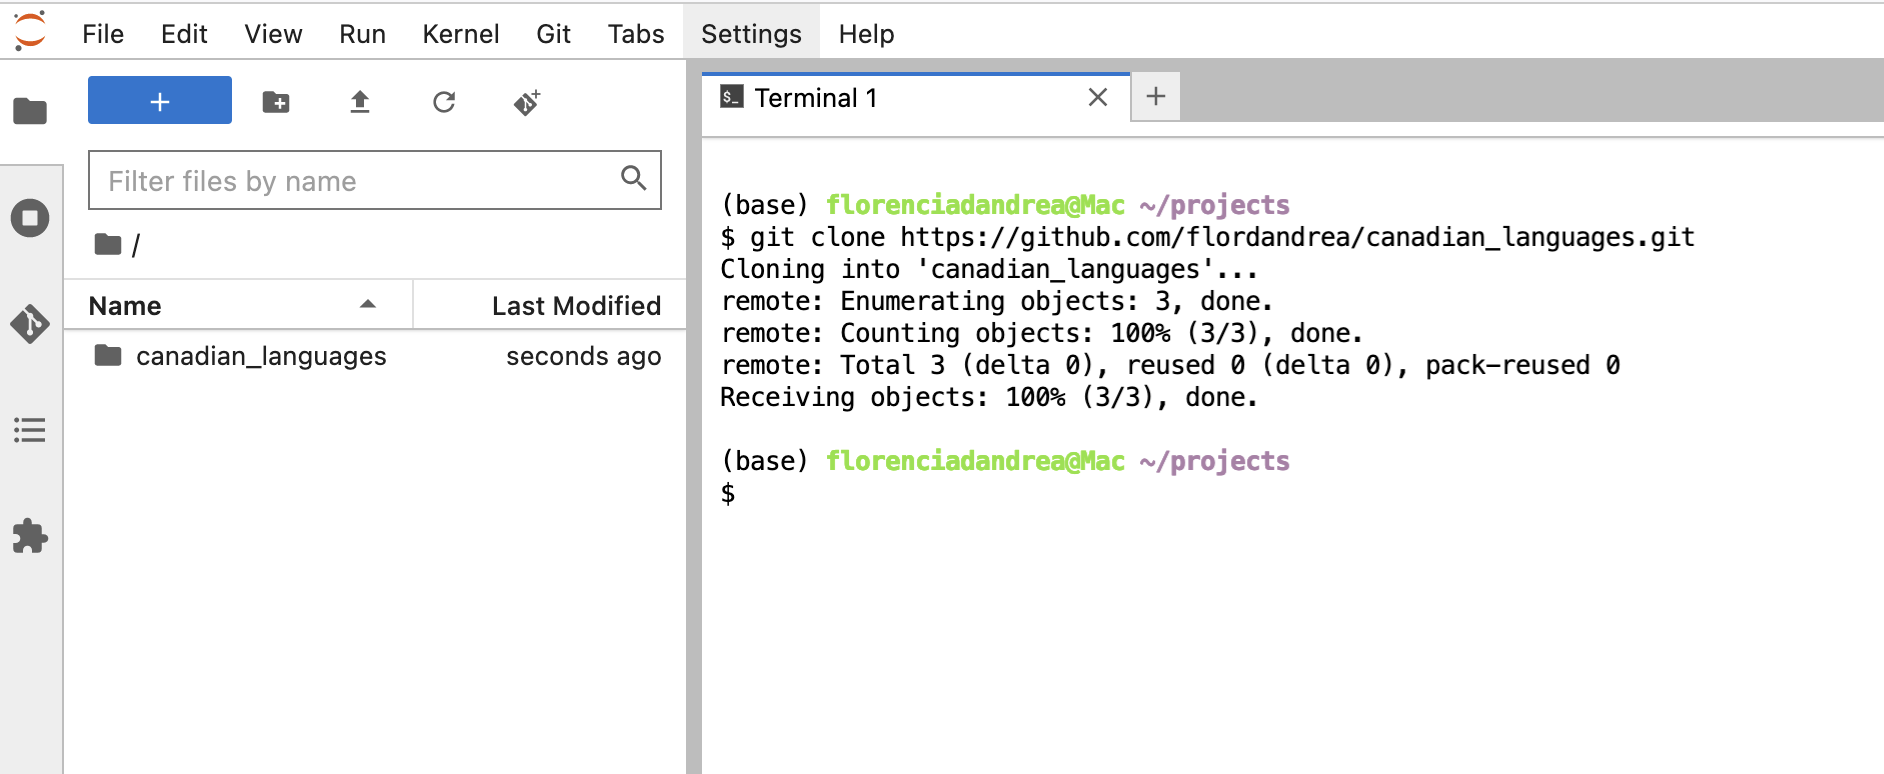 File Edit View Run Kernel Git Tabs Settings Help
+
Filter files by name
/
Name Last Modified
canadian_languages seconds ago
$_ Terminal 1 × +
(base) florenciadandrea@Mac ~/projects
$ git clone https://github.com/flordandrea/canadian_languages.git
Cloning into 'canadian_languages'...
remote: Enumerating objects: 3, done.
remote: Counting objects: 100% (3/3), done.
remote: Total 3 (delta 0), reused 0 (delta 0), pack-reused 0
Receiving objects: 100% (3/3), done.
(base) florenciadandrea@Mac ~/projects
$